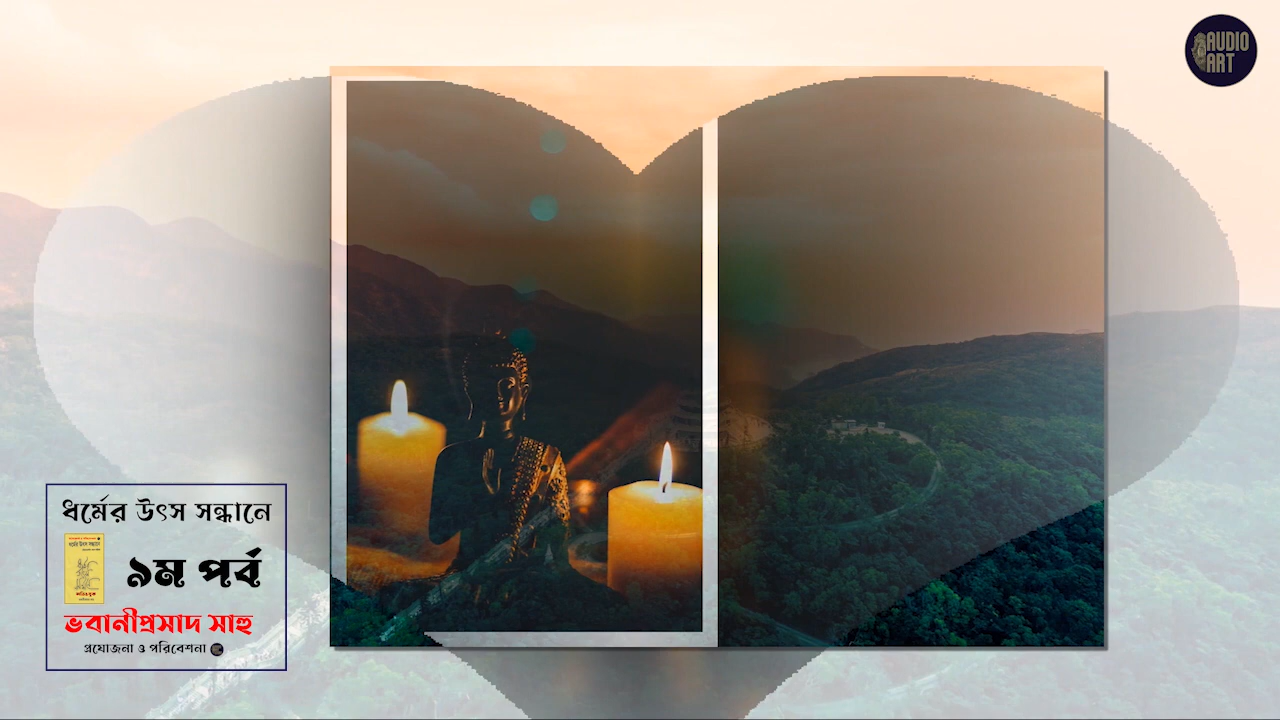 AUDIO
ART
ধর্মের উৎস সন্ধানে
৯ম পর্ব
ভবানীপ্রসাদ সাহু
প্রযোজনা ও পরিবেশনা